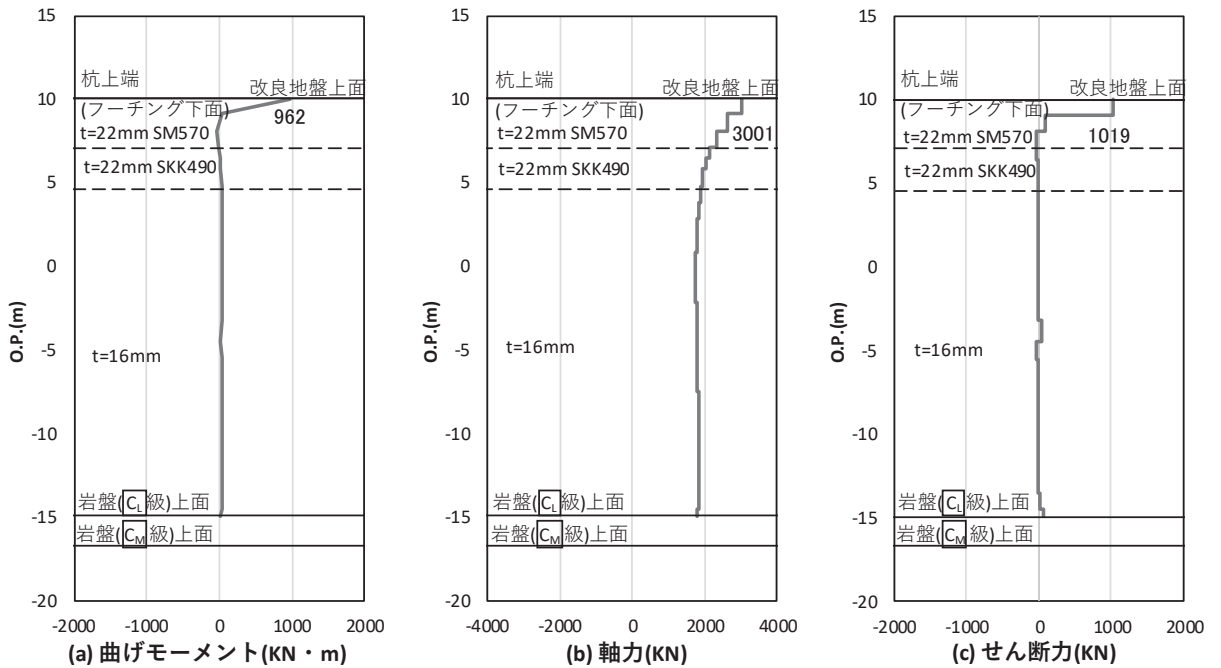 15
10
5
0
-5
-10
-15
-20
O.P.(m)
杭上端
改良地盤上面
(フーチング下面)
962
t=22mm SM570
t=22mm SKK490
t=16mm
岩盤(CL級)上面
岩盤(CM級)上面
-2000 -1000 0 1000 2000
(a) 曲げモーメント(KN・m)
15
10
5
0
-5
-10
-15
-20
O.P.(m)
杭上端
改良地盤上面
(フーチング下面)
t=22mm SM570
3001
t=22mm SKK490
t=16mm
岩盤(CL級)上面
岩盤(CM級)上面
-4000 -2000 0 2000 4000
(b) 軸力(KN)
15
10
5
0
-5
-10
-15
-20
O.P.(m)
杭上端
改良地盤上面
(フーチング下面)
t=22mm SM570
1019
t=22mm SKK490
t=16mm
岩盤(CL級)上面
岩盤(CM級)上面
-2000 -1000 0 1000 2000
(c) せん断力(KN)